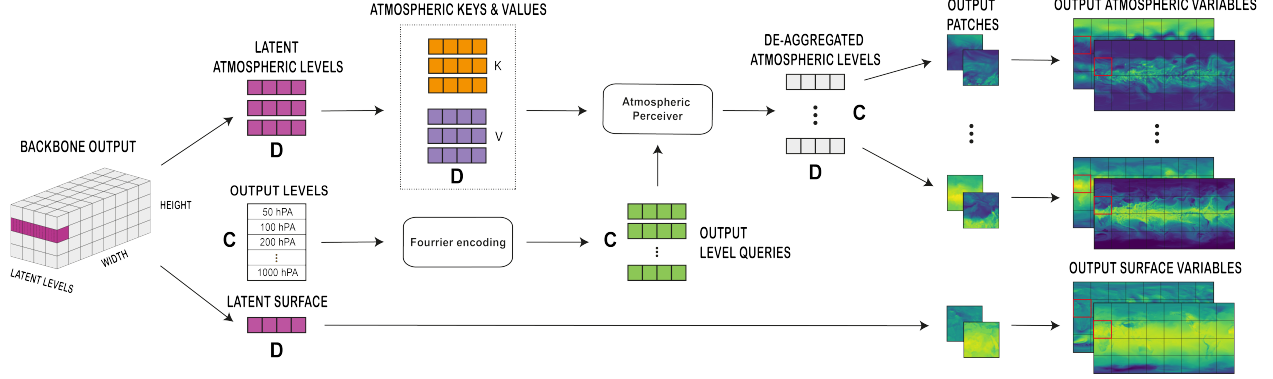 ATMOSPHERIC KEYS & VALUES
OUTPUT
PATCHES
OUTPUT ATMOSPHERIC VARIABLES
LATENT
ATMOSPHERIC LEVELS
DE-AGGREGATED
ATMOSPHERIC LEVELS
K
V
D
D
Atmospheric
Perceiver
C
D
BACKBONE OUTPUT
HEIGHT
WIDTH
LATENT LEVELS
OUTPUT LEVELS
C
50 hPA
100 hPA
200 hPA
1000 hPA
Fourrier encoding
C
OUTPUT
LEVEL QUERIES
LATENT SURFACE
D
OUTPUT SURFACE VARIABLES